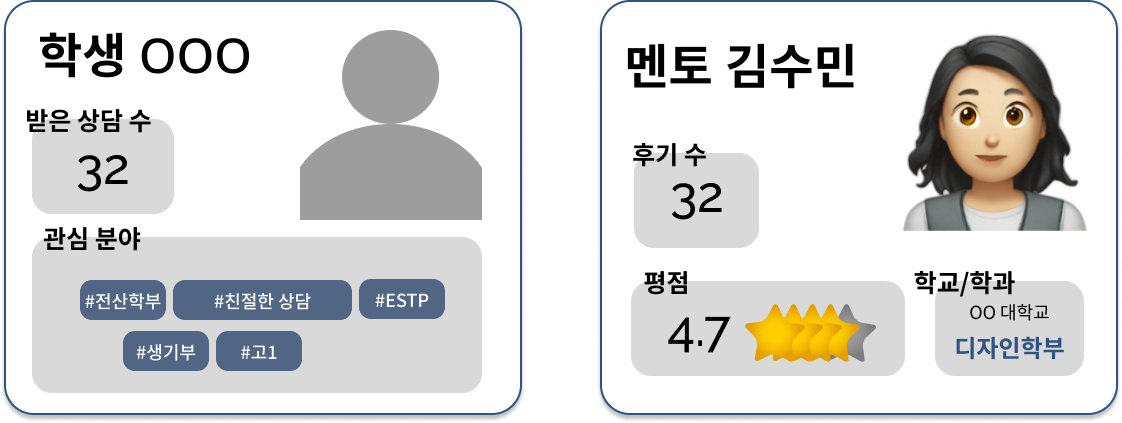 학생 OOO
받은 상담 수
32
관심 분야
#전산학부 #친절한 상담 #ESTP
#생기부 #고1
멘토 김수민
후기 수
32
평점
4.7
학교/학과
OO 대학교
디자인학부